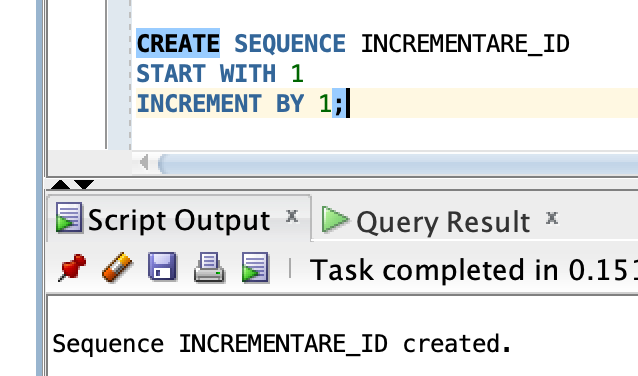 CREATE SEQUENCE INCREMENTARE_ID
START WITH 1
INCREMENT BY 1;
Script Output x
Query Result x
Task completed in 0.151
Sequence INCREMENTARE_ID created.